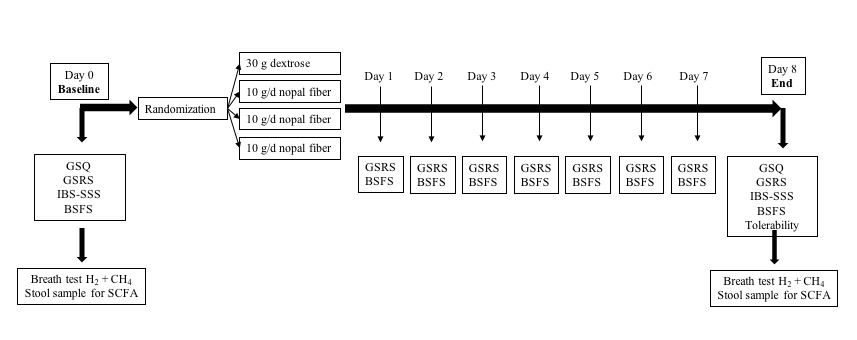 Day 0
Baseline
Randomization
30 g dextrose
10 g/d nopal fiber
10 g/d nopal fiber
10 g/d nopal fiber
Day 1
Day 2
Day 3
Day 4
Day 5
Day 6
Day 7
Day 8
End
GSQ
GSRS
IBS-SSS
BSFS
GSRS
BSFS
GSRS
BSFS
GSRS
BSFS
GSRS
BSFS
GSRS
BSFS
GSRS
BSFS
GSRS
BSFS
GSQ
GSRS
IBS-SSS
BSFS
Tolerability
Breath test H₂ + CH₄
Stool sample for SCFA
Breath test H₂ + CH₄
Stool sample for SCFA